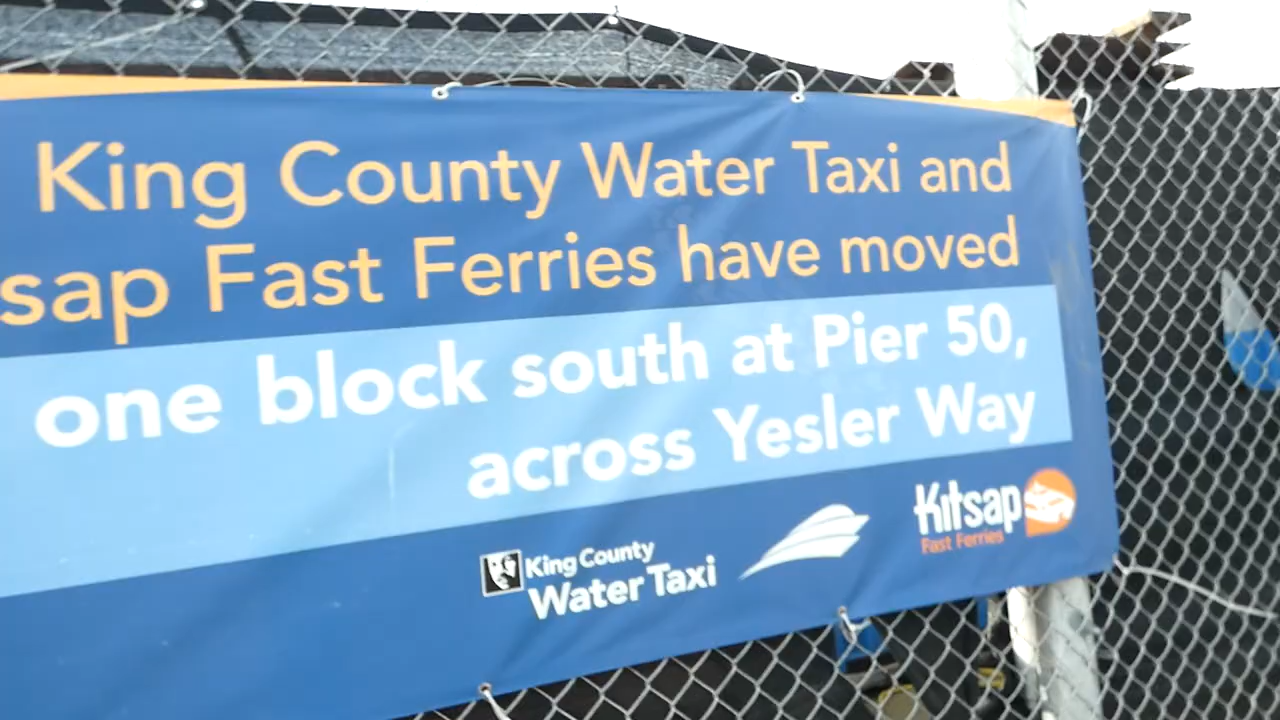 King County Water Taxi and
sap Fast Ferries have moved
one block south at Pier 50,
across Yesler Way
King County
Water Taxi
Kitsap
Fast Ferries